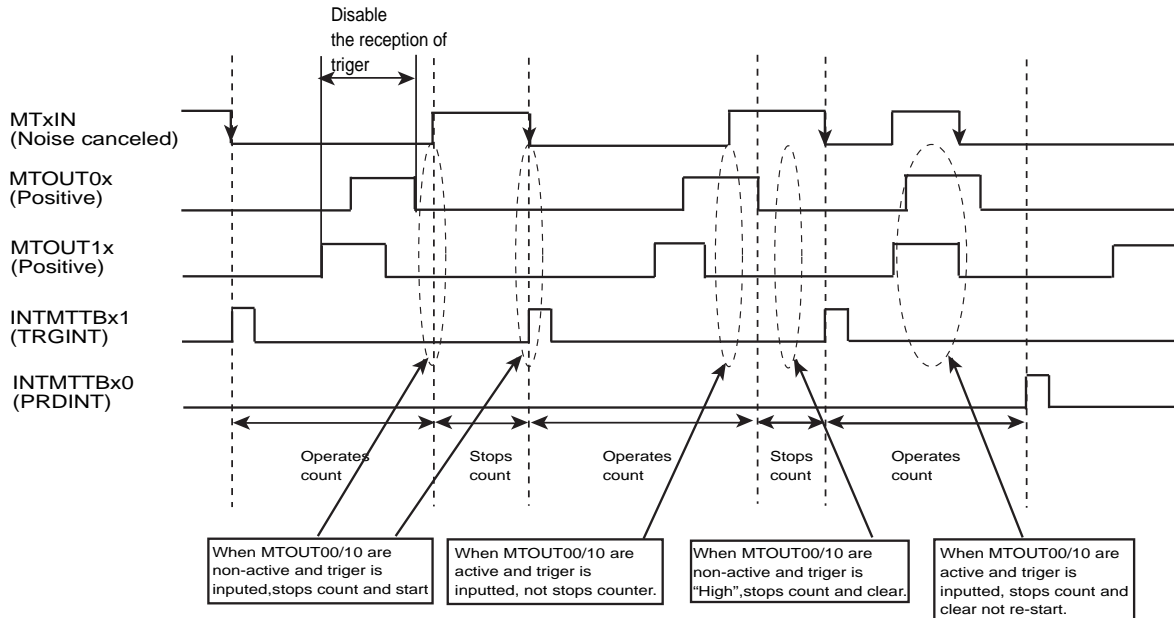 Disable
the reception of
triger
MTxIN
(Noise canceled)
MTOUT0x
(Positive)
MTOUT1x
(Positive)
INTMTTBx1
(TRGINT)
INTMTTBx0
(PRDINT)
Operates
count
Stops
count
Operates
count
Stops
count
Operates
count
When MTOUT00/10 are
non-active and triger is
inputed,stops count and start
When MTOUT00/10 are
active and triger is
inputted, not stops counter.
When MTOUT00/10 are
non-active and triger is
“High”,stops count and clear.
When MTOUT00/10 are
active and triger is
inputted, stops count and
clear not re-start.